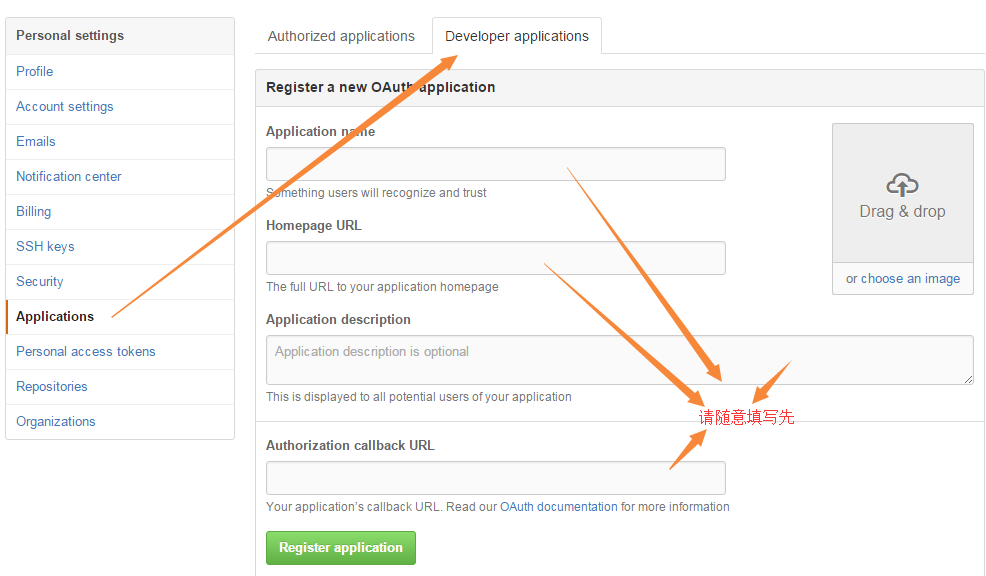 Personal settings
Profile
Account settings
Emails
Notification center
Billing
SSH keys
Security
Applications
Personal access tokens
Repositories
Organizations
Authorized applications
Developer applications
Register a new OAuth application
Application name
Something users will recognize and trust
Homepage URL
The full URL to your application homepage
Drag & drop
or choose an image
Application description
Application description is optional
This is displayed to all potential users of your application
请随意填写先
Authorization callback URL
Your application's callback URL. Read our OAuth documentation for more information
Register application